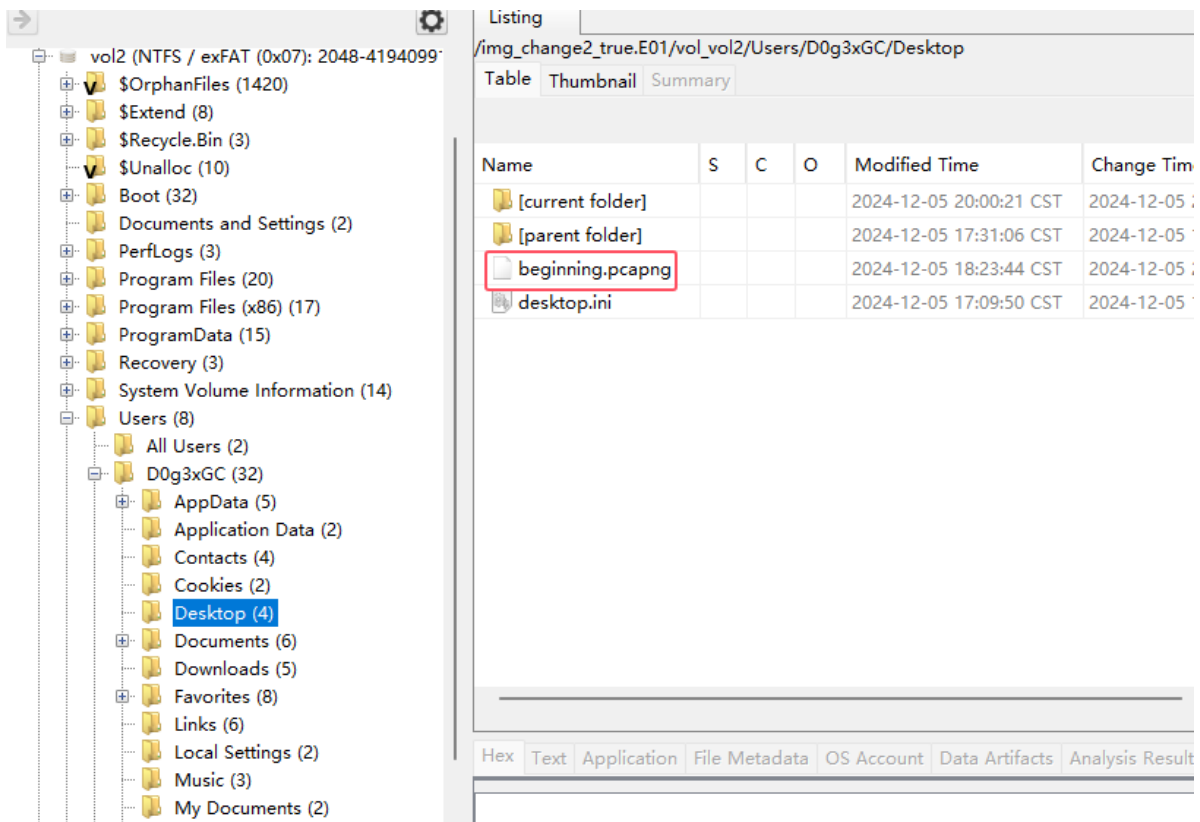 Listing
/img_change2_true.E01/vol_vol2/Users/D0g3xGC/Desktop
Table Thumbnail Summary
Name S C O Modified Time Change Time
[current folder] 2024-12-05 20:00:21 CST 2024-12-05
[parent folder] 2024-12-05 17:31:06 CST 2024-12-05
beginning.pcapng 2024-12-05 18:23:44 CST 2024-12-05
desktop.ini 2024-12-05 17:09:50 CST 2024-12-05
Hex Text Application File Metadata OS Account Data Artifacts Analysis Result
vol2 (NTFS / exFAT (0x07): 2048-4194099
$OrphanFiles (1420)
$Extend (8)
$Recycle.Bin (3)
$Unalloc (10)
Boot (32)
Documents and Settings (2)
PerfLogs (3)
Program Files (20)
Program Files (x86) (17)
ProgramData (15)
Recovery (3)
System Volume Information (14)
Users (8)
All Users (2)
D0g3xGC (32)
AppData (5)
Application Data (2)
Contacts (4)
Cookies (2)
Desktop (4)
Documents (6)
Downloads (5)
Favorites (8)
Links (6)
Local Settings (2)
Music (3)
My Documents (2)